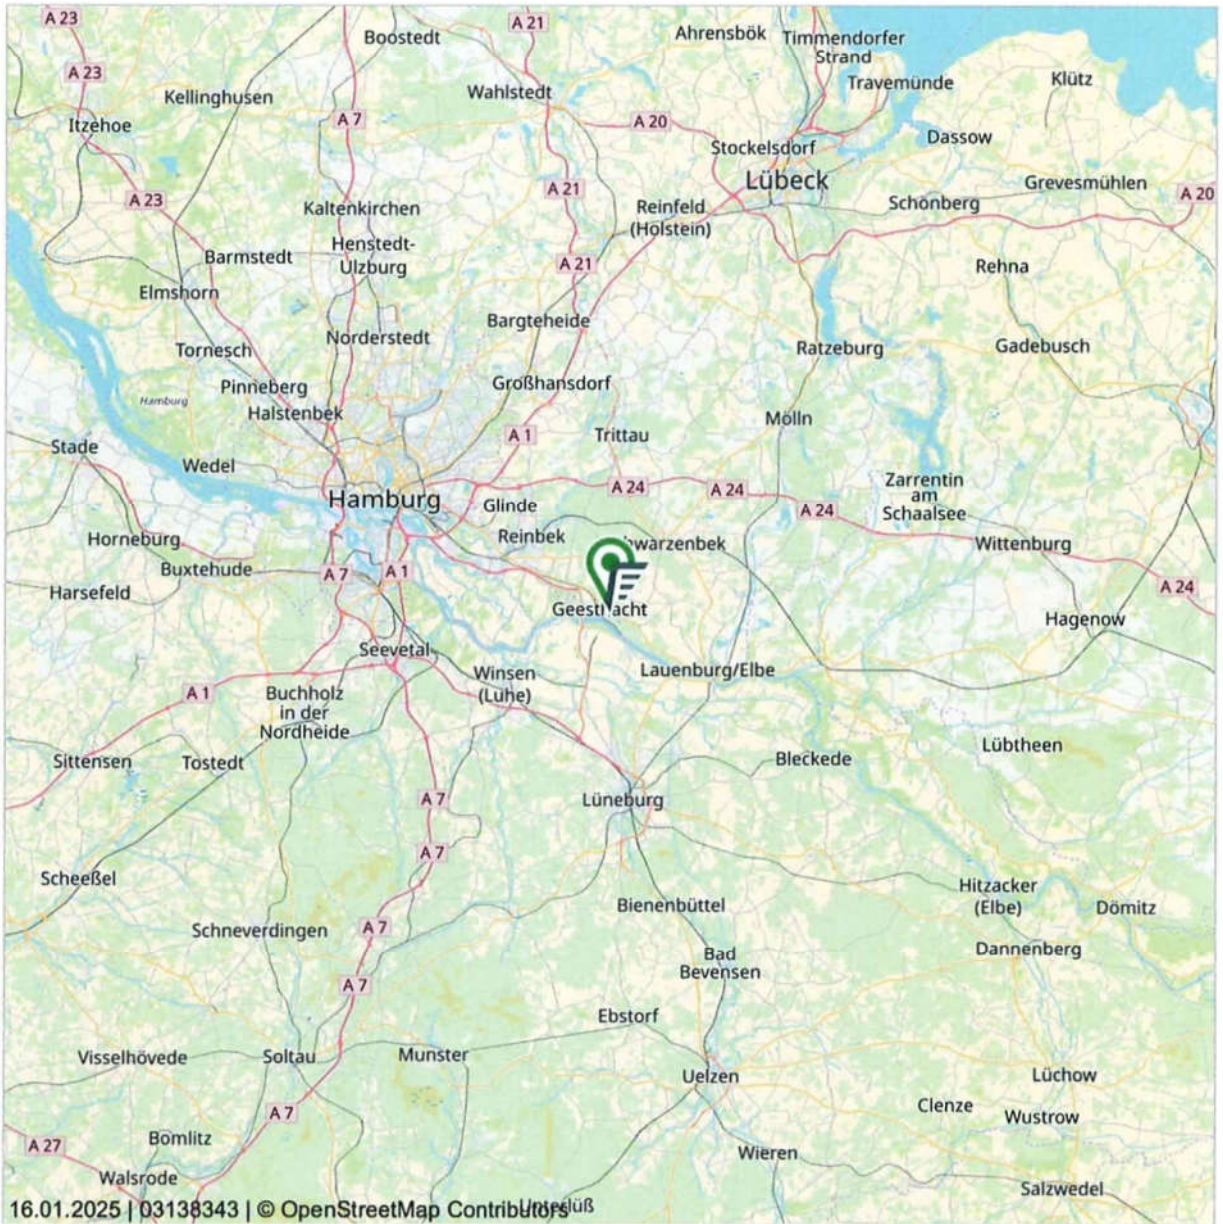 A 23
A 21
Boostedt
Ahrensbök
Timmendorfer
Strand
A 23
Travemünde
Klütz
Kellinghusen
Wahlstedt
A 7
A 20
Itzehoe
Stockelsdorf
Dassow
Lübeck
A 21
Grevesmühlen
A 20
A 23
Kaltenkirchen
Reinfeld
(Holstein)
Schönberg
Henstedt-
Ulzburg
Barmstedt
A 21
Rehna
Elmshorn
Bargteheide
Norderstedt
Tornesch
Ratzeburg
Gadebusch
Pinneberg
Großhansdorf
Hamburg
Halstenbek
Mölln
A 1
Trittau
Stade
Wedel
Zarrentin
am
Schaalsee
A 24
A 24
Hamburg
Glinde
A 24
Horneburg
Reinbek
hwarzenbek
Wittenburg
Buxtehude
A 7
A 1
A 24
Harsefeld
Geest acht
Hagenow
Seevetal
Winsen
(Luhe)
Lauenburg/Elbe
A 1
Buchholz
in der
Nordheide
Sittensen
Tostedt
Bleckede
Lübtheen
A 7
Lüneburg
A 7
Scheeßel
Hitzacker
(Elbe)
Dömitz
Bienenbüttel
Schneverdingen
A 7
Dannenberg
Bad
Bevensen
A 7
Ebstorf
Visselhövede
Soltau
Munster
Uelzen
Lüchow
A 7
Clenze
Wustrow
A 27
Bomlitz
Wieren
Walsrode
Salzwedel
Unterlüß
16.01.2025 | 03138343 | © OpenStreetMap Contributors